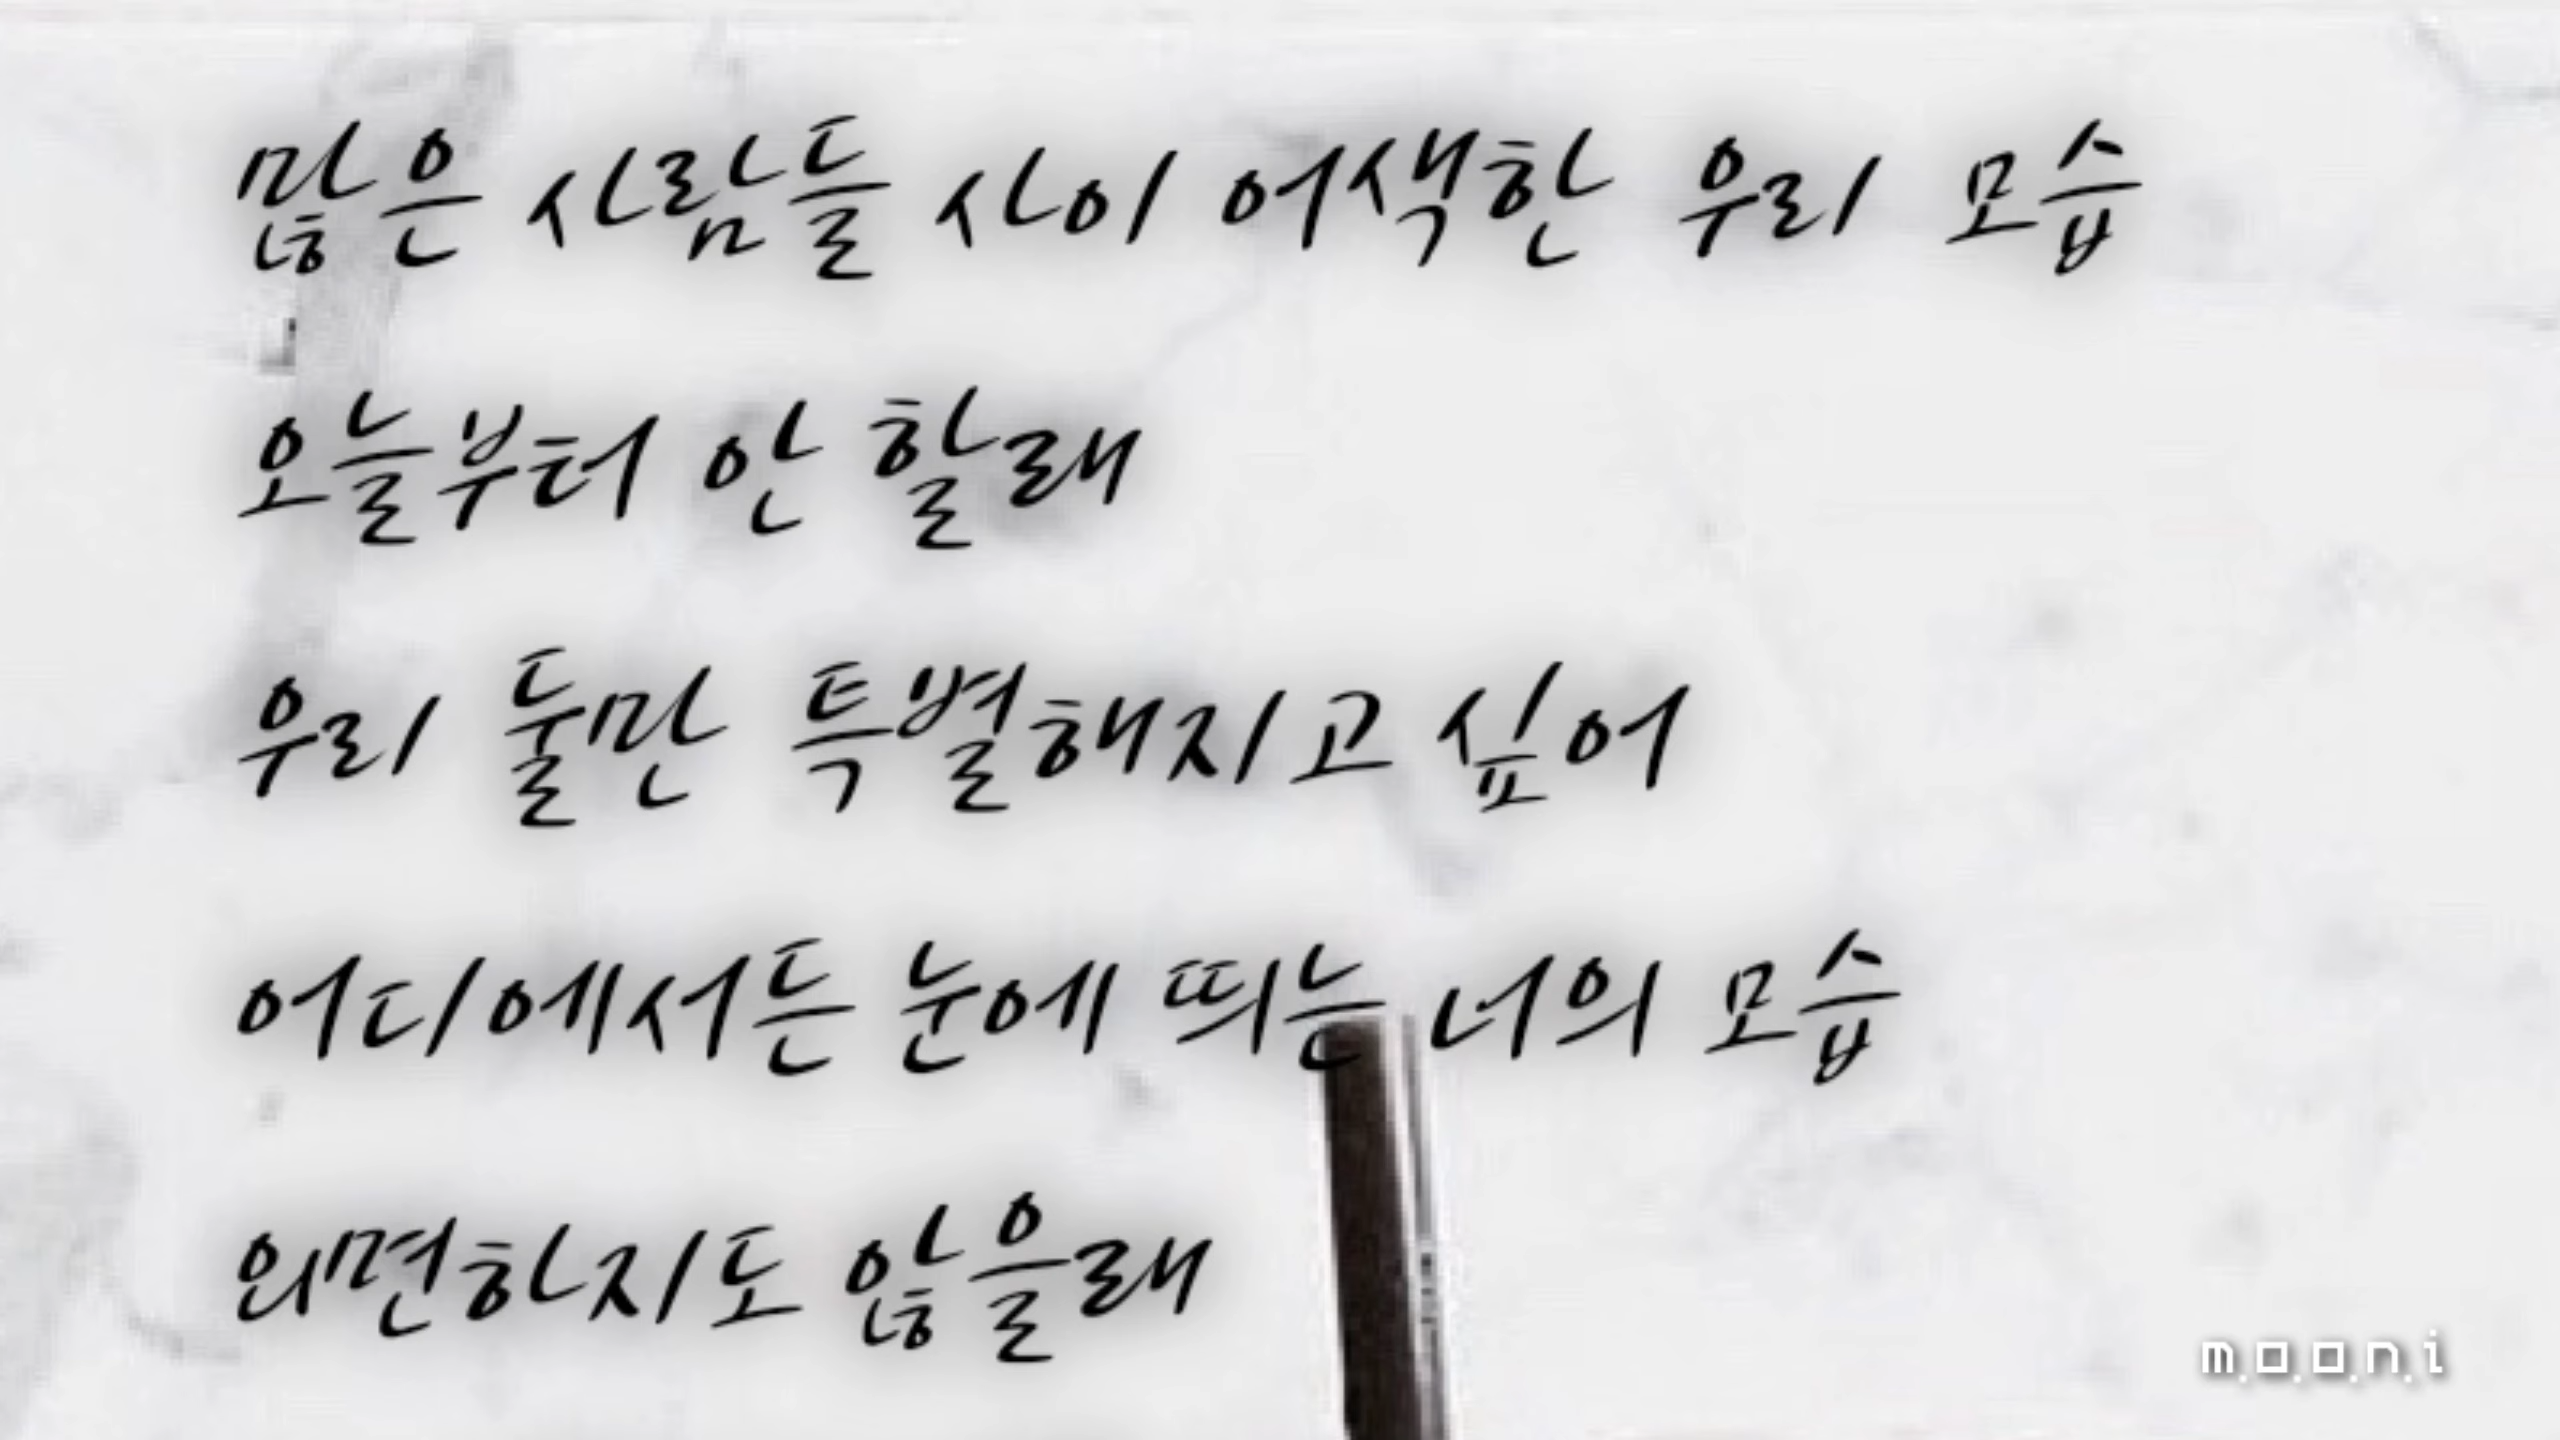 많은 사람들 사이 어색한 우리 모습
오늘부터 안 할래
우리 둘만 특별해지고 싶어
어디에서든 눈에 띄는 너의 모습
외면하지도 않을래
m.o.o.n.i